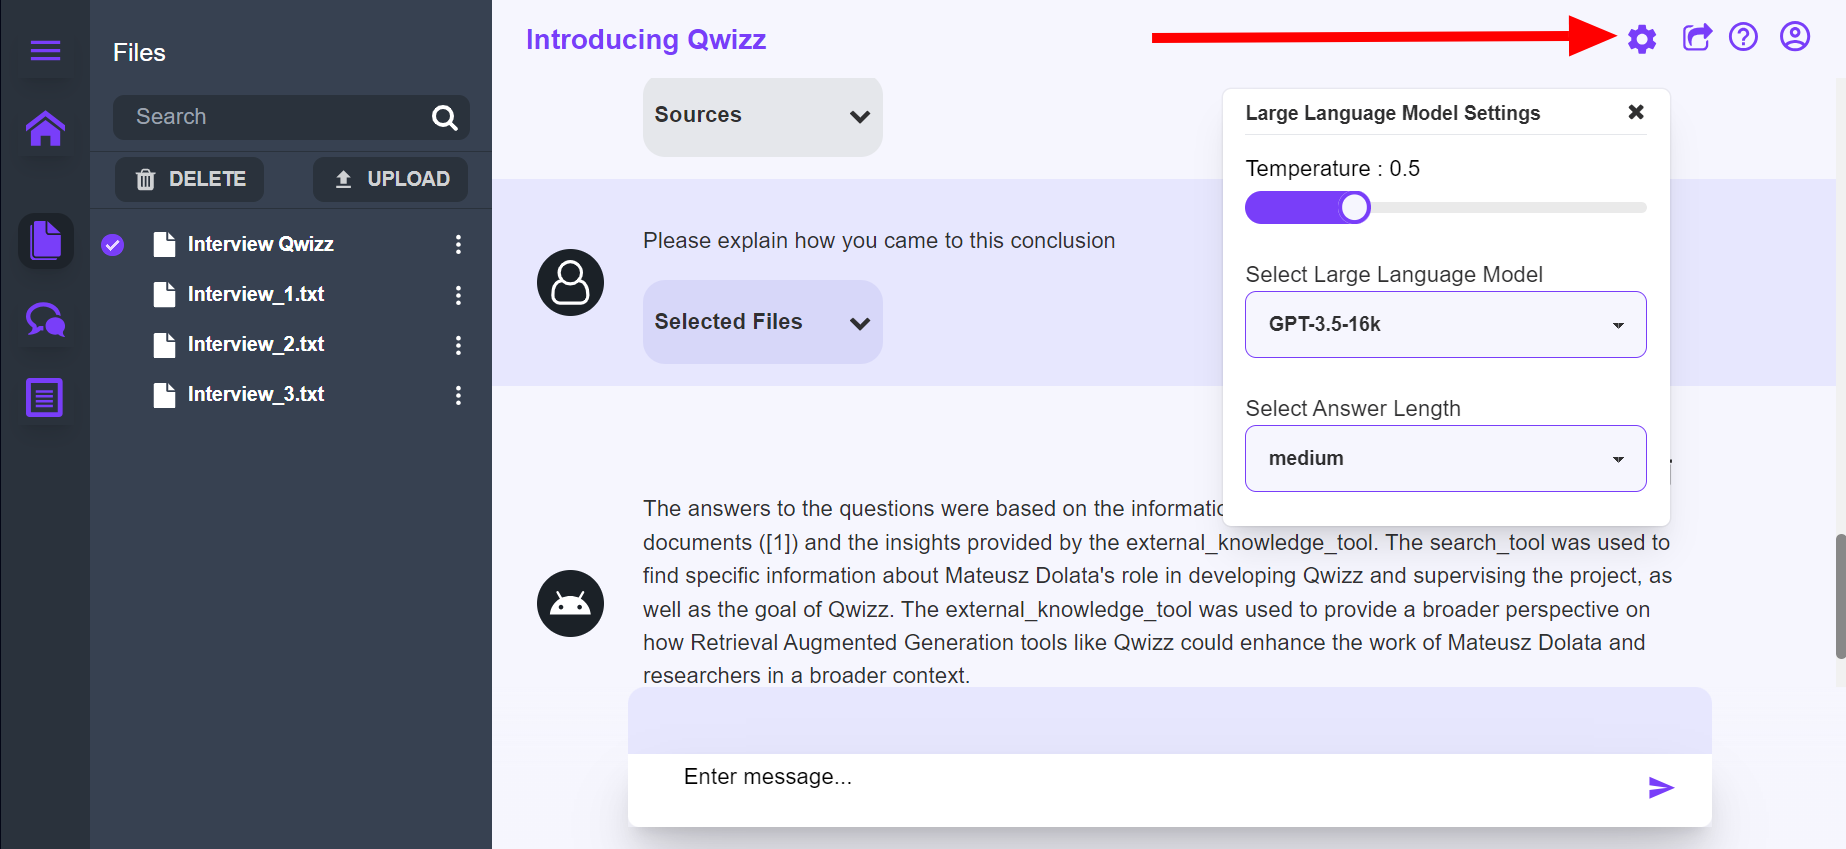 Files
Search
DELETE
UPLOAD
Interview Qwizz
Interview_1.txt
Interview_2.txt
Interview_3.txt
Introducing Qwizz
Sources
Please explain how you came to this conclusion
Selected Files
The answers to the questions were based on the
documents ([1]) and the insights provided by the external_knowledge_tool. The search_tool was used to
find specific information about Mateusz Dolata's role in developing Qwizz and supervising the project, as
well as the goal of Qwizz. The external_knowledge_tool was used to provide a broader perspective on
how Retrieval Augmented Generation tools like Qwizz could enhance the work of Mateusz Dolata and
researchers in a broader context.
Enter message...
Large Language Model Settings
Temperature : 0.5
Select Large Language Model
GPT-3.5-16k
Select Answer Length
medium